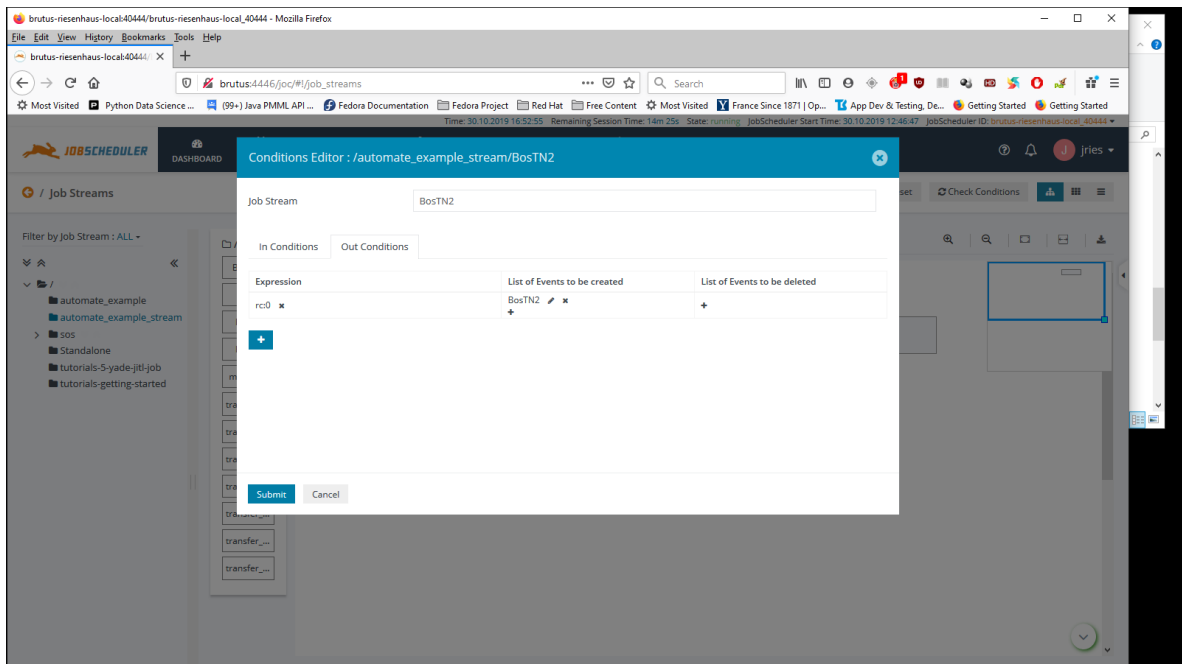 brutus-riesenhaus-local:40444/brutus-riesenhaus-local_40444 - Mozilla Firefox
File Edit View History Bookmarks Tools Help
brutus-riesenhaus-local:40444/
brutus:4446/joc/#!/job_streams
Search
Most Visited Python Data Science ... (99+) Java PMML API ... Fedora Documentation Fedora Project Red Hat Free Content Most Visited France Since 1871 | Op... App Dev & Testing, De... Getting Started Getting Started
Time: 30.10.2019 16:52:55 Remaining Session Time: 14m 25s State: running JobScheduler Start Time: 30.10.2019 12:46:47 JobScheduler ID: brutus-riesenhaus-local_40444
JOBSCHEDULER
DASHBOARD
J jries
Conditions Editor : /automate_example_stream/BosTN2
/ Job Streams
set Check Conditions
Job Stream BosTN2
Filter by Job Stream : ALL
In Conditions Out Conditions
/
automate_example
automate_example_stream
sos
Standalone
tutorials-5-yade-jitl-job
tutorials-getting-started
Expression List of Events to be created List of Events to be deleted
rc:0 BosTN2
Submit Cancel
transfer_...
transfer_...